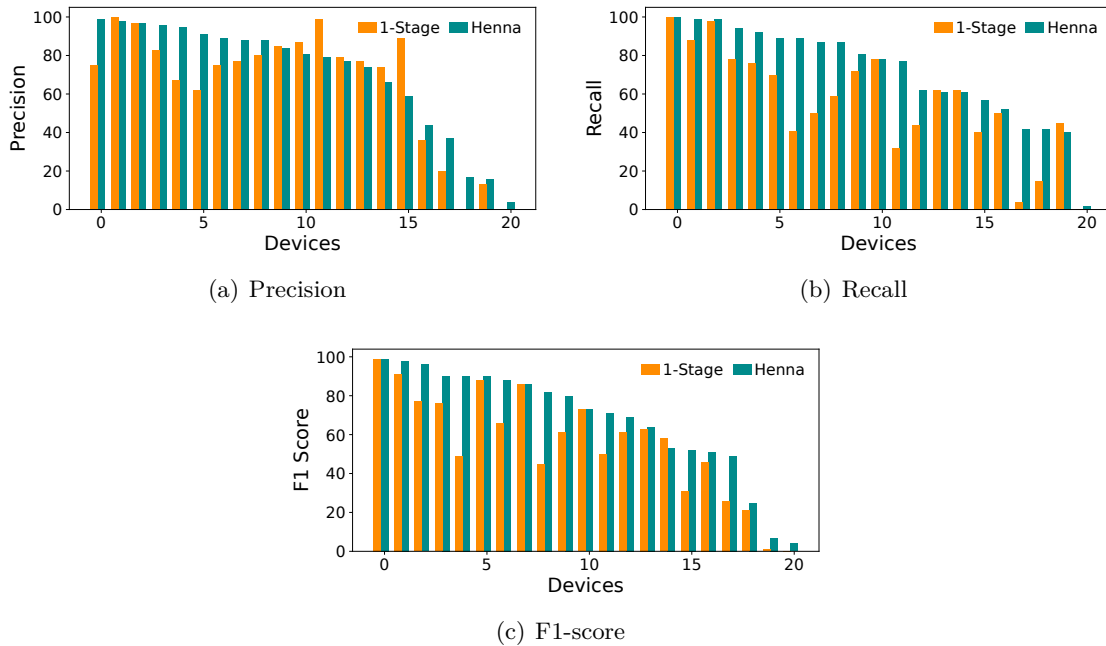 100
80
60
40
20
0
Precision
1-Stage Henna
0 5 10 15 20
Devices
(a) Precision
100
80
60
40
20
0
Recall
1-Stage Henna
0 5 10 15 20
Devices
(b) Recall
100
80
60
40
20
0
F1 Score
1-Stage Henna
0 5 10 15 20
Devices
(c) F1-score